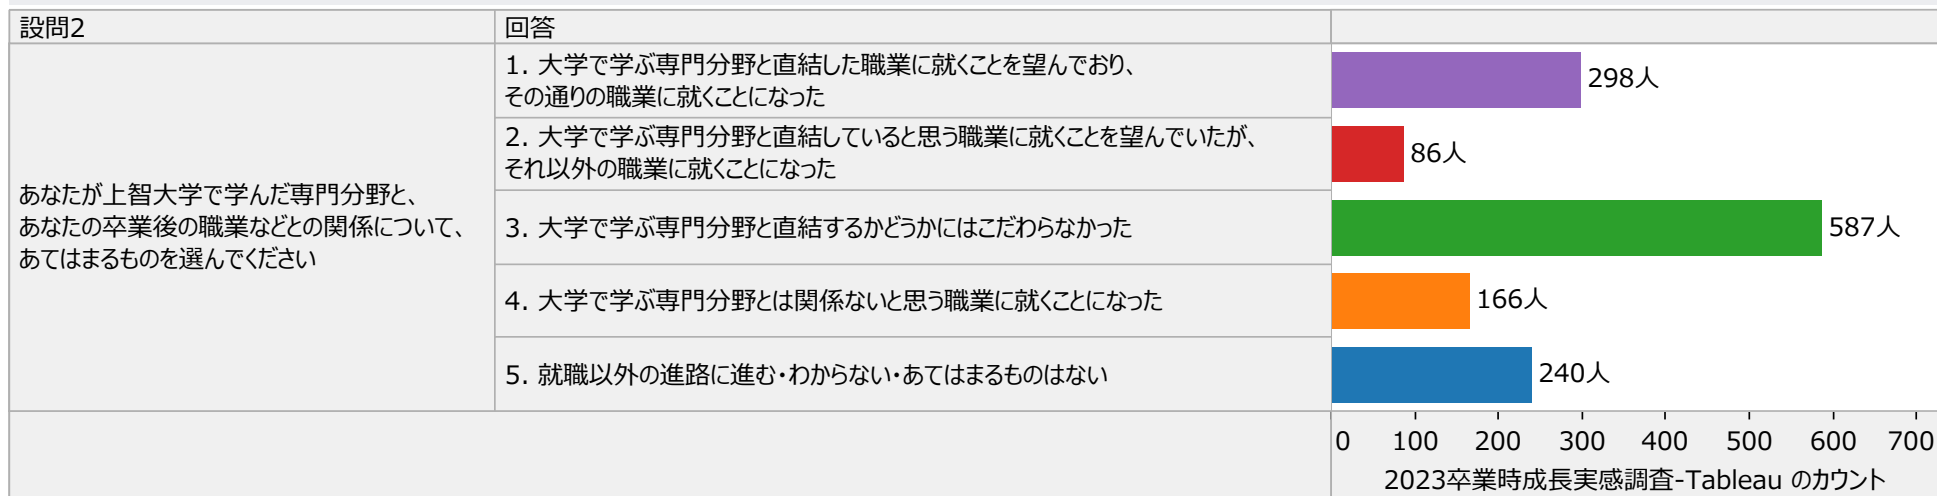 設問2
回答
あなたが上智大学で学んだ専門分野と、
あなたの卒業後の職業などとの関係について、
あてはまるものを選んでください
1. 大学で学ぶ専門分野と直結した職業に就くことを望んでおり、
その通りの職業に就くことになった
298人
2. 大学で学ぶ専門分野と直結していると思う職業に就くことを望んでいたが、
それ以外の職業に就くことになった
86人
3. 大学で学ぶ専門分野と直結するかどうかにはこだわらなかった
587人
4. 大学で学ぶ専門分野とは関係ないと思う職業に就くことになった
166人
5. 就職以外の進路に進む・わからない・あてはまるものはない
240人
0 100 200 300 400 500 600 700
2023卒業時成長実感調査-Tableau のカウント